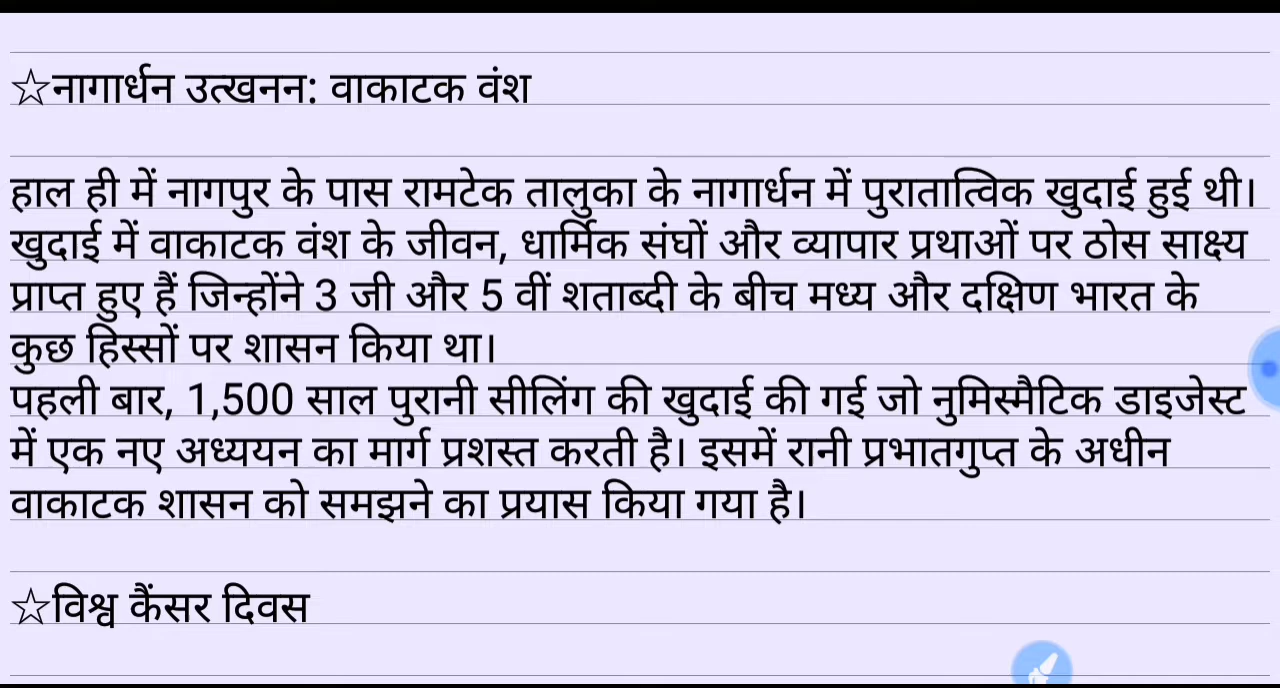 ☆नागार्धन उत्खनन: वाकाटक वंश
हाल ही में नागपुर के पास रामटेक तालुका के नागार्धन में पुरातात्विक खुदाई हुई थी।
खुदाई में वाकाटक वंश के जीवन, धार्मिक संघों और व्यापार प्रथाओं पर ठोस साक्ष्य
प्राप्त हुए हैं जिन्होंने 3 जी और 5 वीं शताब्दी के बीच मध्य और दक्षिण भारत के
कुछ हिस्सों पर शासन किया था।
पहली बार, 1,500 साल पुरानी सीलिंग की खुदाई की गई जो नुमिस्मैटिक डाइजेस्ट
में एक नए अध्ययन का मार्ग प्रशस्त करती है। इसमें रानी प्रभातगुप्त के अधीन
वाकाटक शासन को समझने का प्रयास किया गया है।
☆विश्व कैंसर दिवस